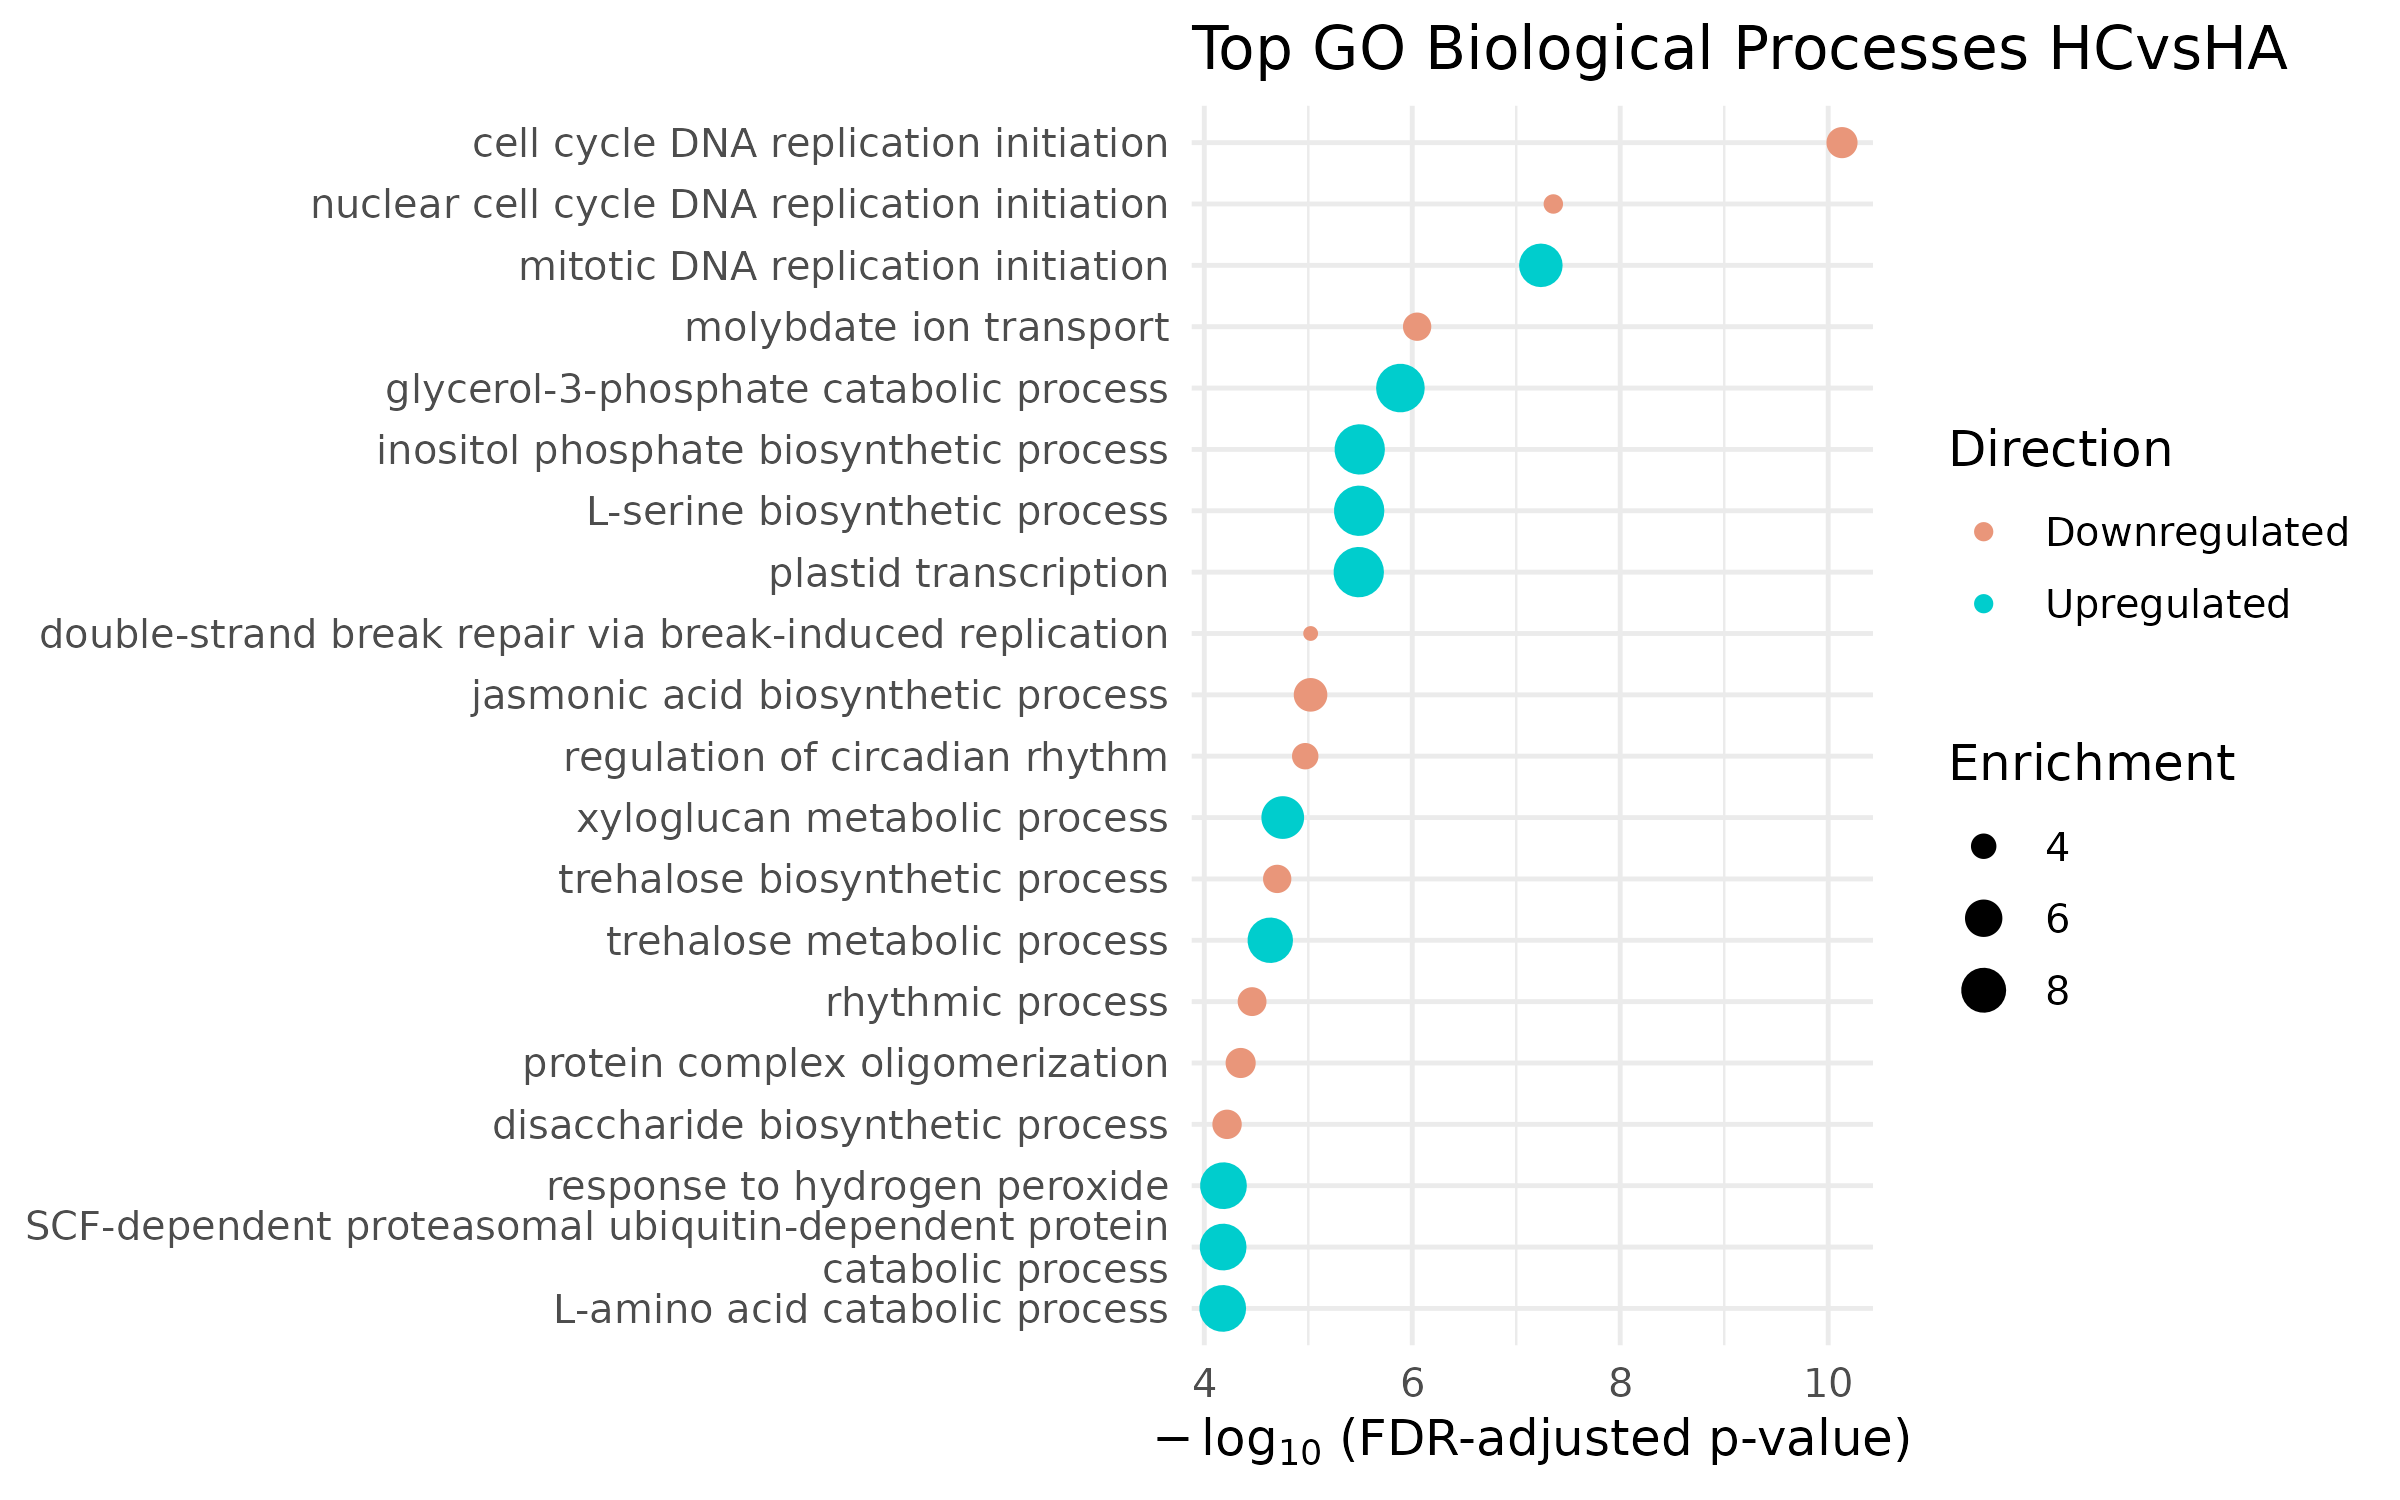 Top GO Biological Processes HCvsHA
cell cycle DNA replication initiation
nuclear cell cycle DNA replication initiation
mitotic DNA replication initiation
molybdate ion transport
glycerol-3-phosphate catabolic process
inositol phosphate biosynthetic process
L-serine biosynthetic process
plastid transcription
double-strand break repair via break-induced replication
jasmonic acid biosynthetic process
regulation of circadian rhythm
xyloglucan metabolic process
trehalose biosynthetic process
trehalose metabolic process
rhythmic process
protein complex oligomerization
disaccharide biosynthetic process
response to hydrogen peroxide
SCF-dependent proteasomal ubiquitin-dependent protein
catabolic process
L-amino acid catabolic process
4 6 8 10
−log₁₀ (FDR-adjusted p-value)
Direction
Downregulated
Upregulated
Enrichment
4
6
8